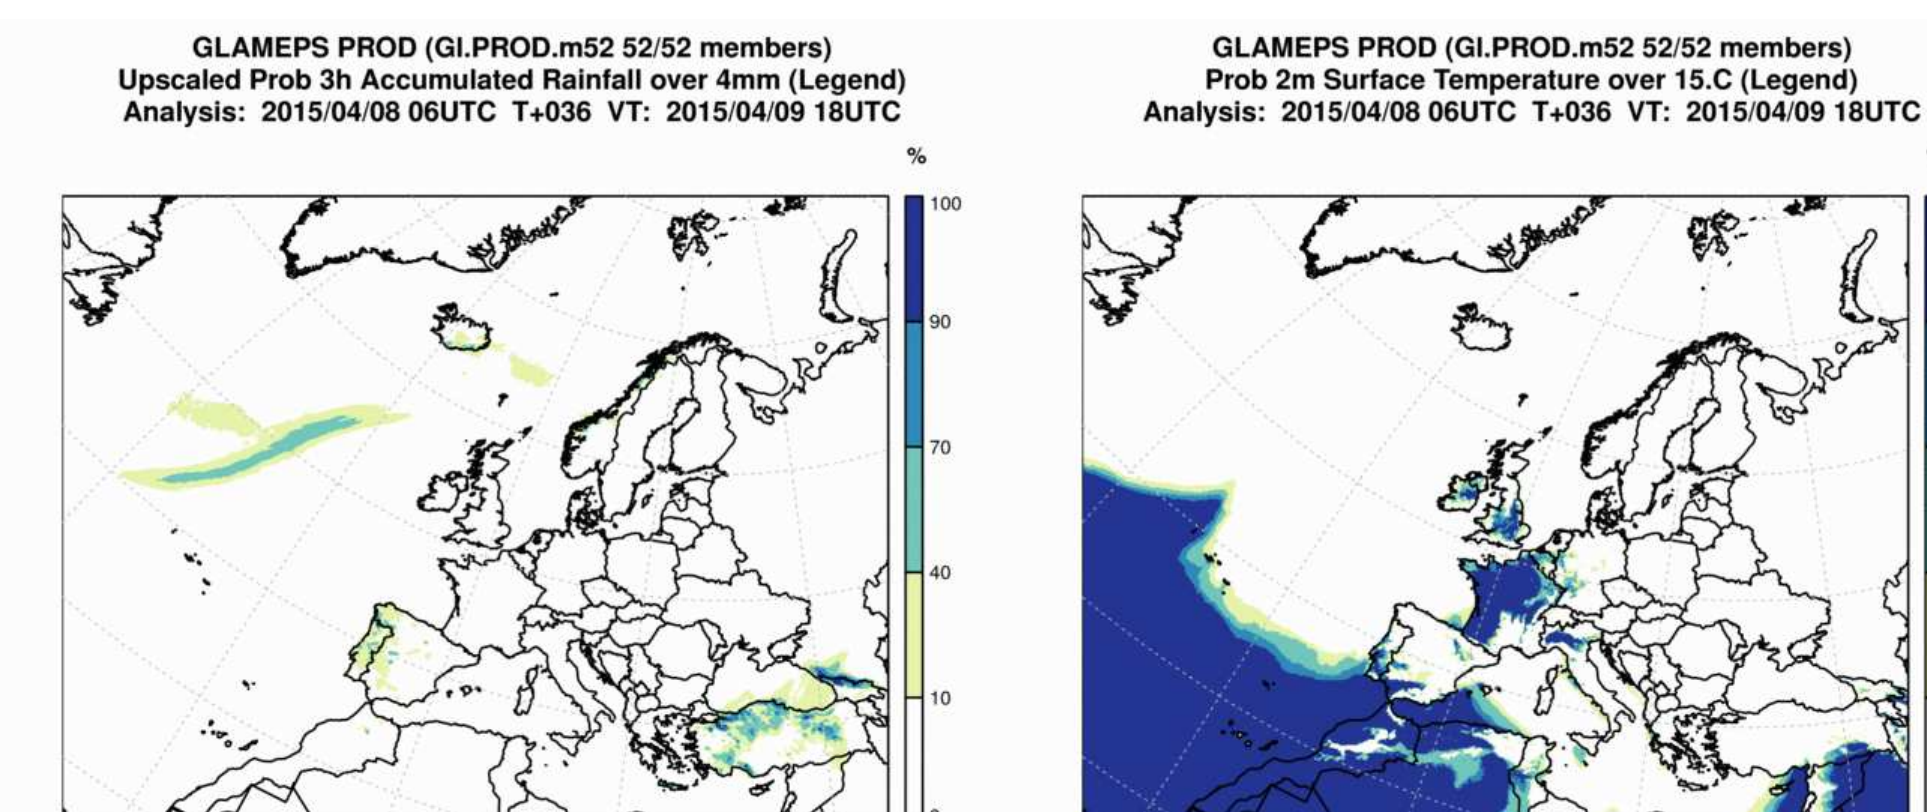 GLAMEPS PROD (GI.PROD.m52 52/52 members)
Upscaled Prob 3h Accumulated Rainfall over 4mm (Legend)
Analysis: 2015/04/08 06UTC T+036 VT: 2015/04/09 18UTC
%
100
90
70
40
10
GLAMEPS PROD (GI.PROD.m52 52/52 members)
Prob 2m Surface Temperature over 15.C (Legend)
Analysis: 2015/04/08 06UTC T+036 VT: 2015/04/09 18UTC